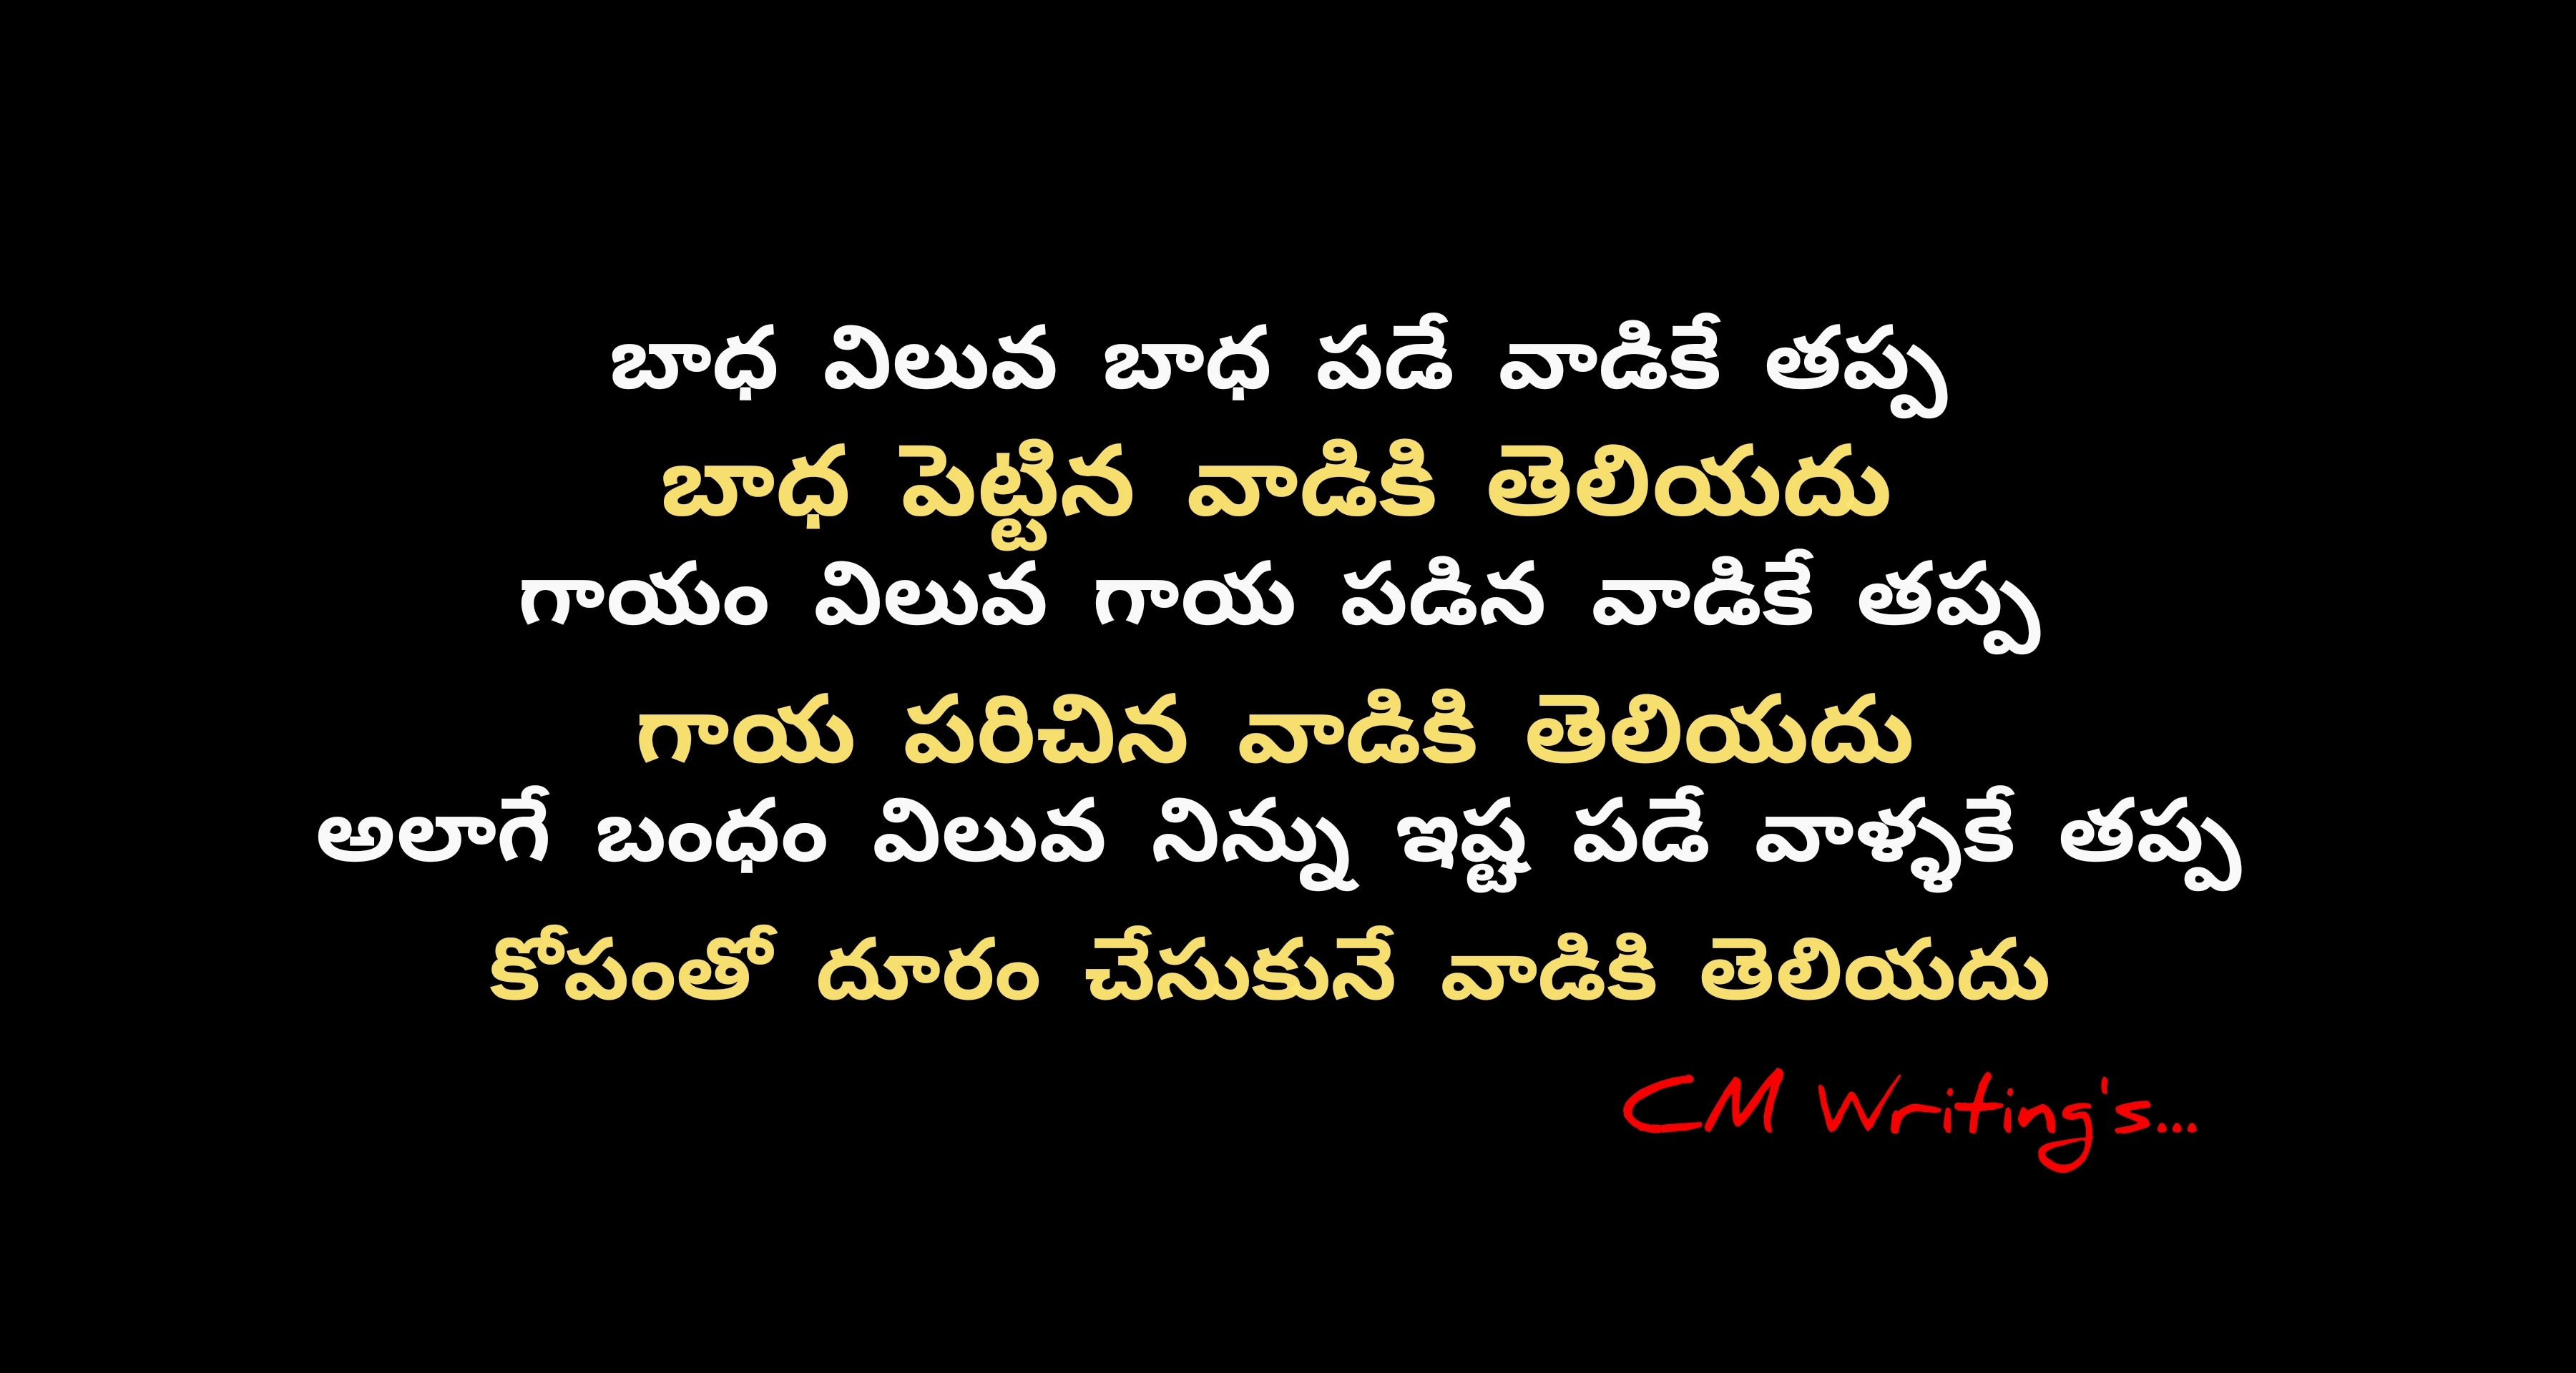 బాధ విలువ బాధ పడే వాడికే తప్ప
బాధ పెట్టిన వాడికి తెలియదు
గాయం విలువ గాయ పడిన వాడికే తప్ప
గాయ పరిచిన వాడికి తెలియదు
అలాగే బంధం విలువ నిన్ను ఇష్ట పడే వాళ్ళకే తప్ప
కోపంతో దూరం చేసుకునే వాడికి తెలియదు
CM Writing's...